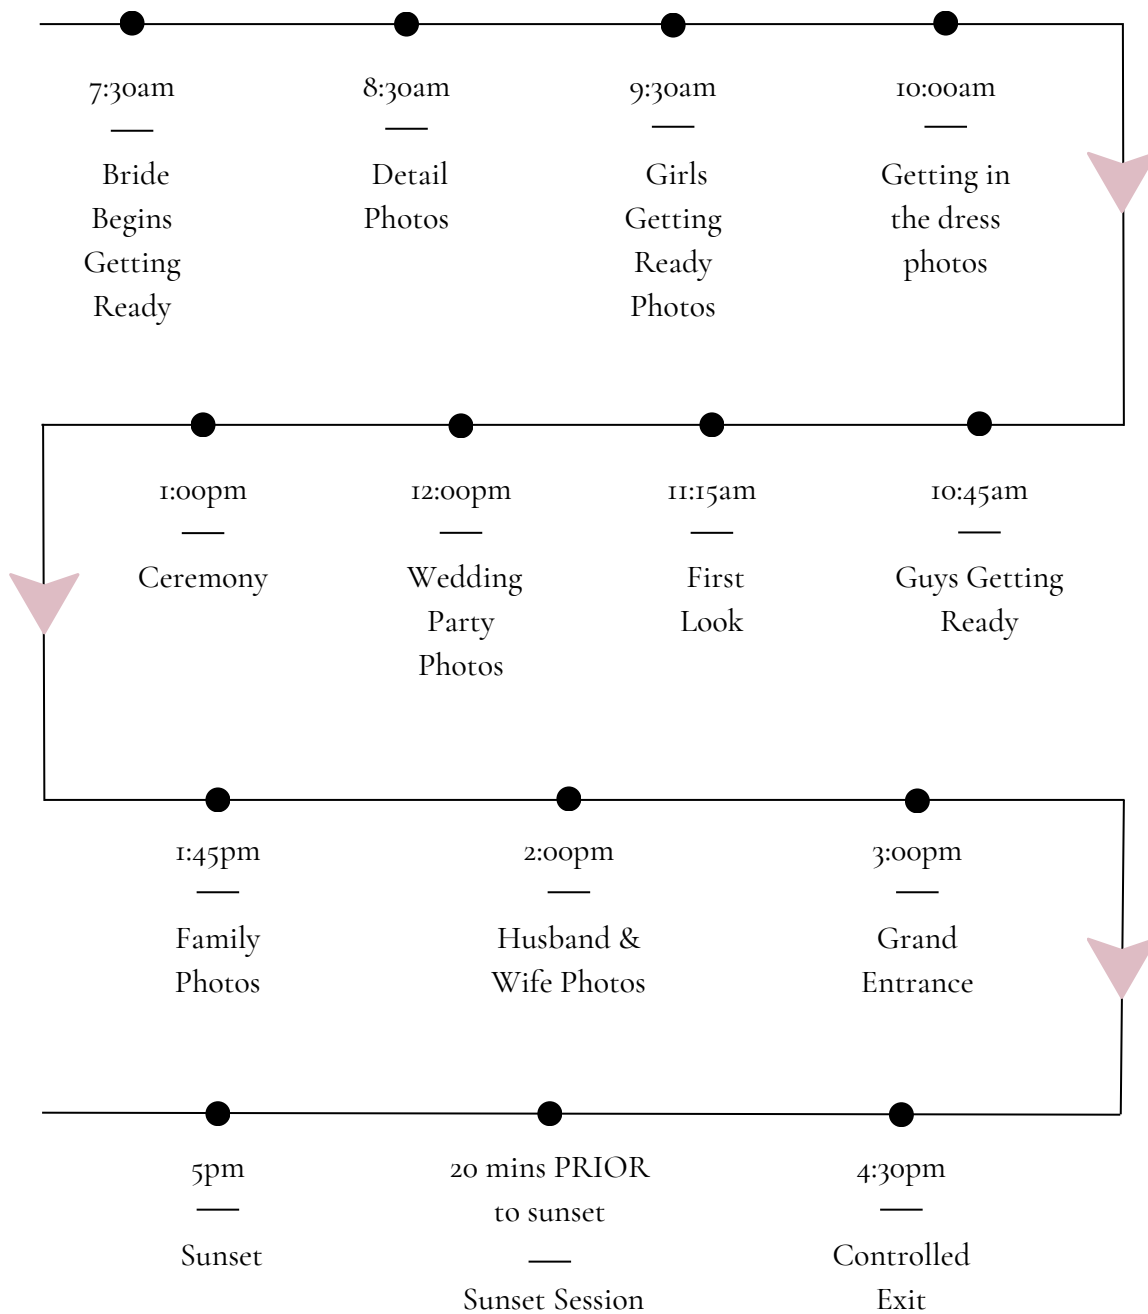 7:30am
Bride
Begins
Getting
Ready
8:30am
Detail
Photos
9:30am
Girls
Getting
Ready
Photos
10:00am
Getting in
the dress
photos
10:45am
Guys Getting
Ready
11:15am
First
Look
12:00pm
Wedding
Party
Photos
1:00pm
Ceremony
1:45pm
Family
Photos
2:00pm
Husband &
Wife Photos
3:00pm
Grand
Entrance
4:30pm
Controlled
Exit
20 mins PRIOR
to sunset
Sunset Session
5pm
Sunset